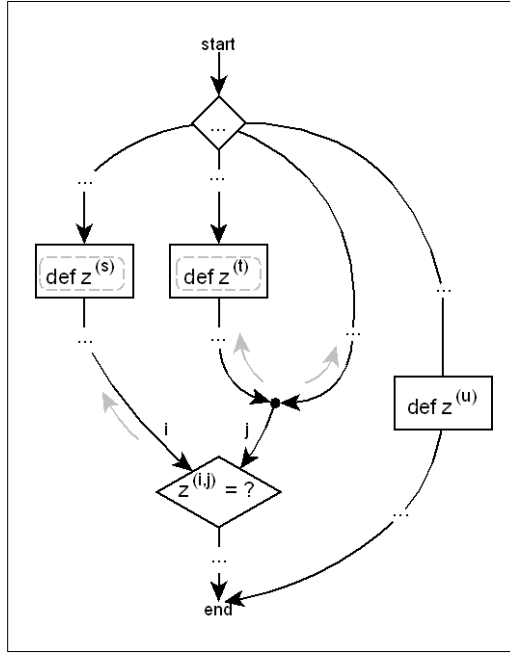 start
...
...
...
def z(s)
def z(t)
...
...
...
...
def z(u)
i
j
z(i,j) = ?
...
...
end